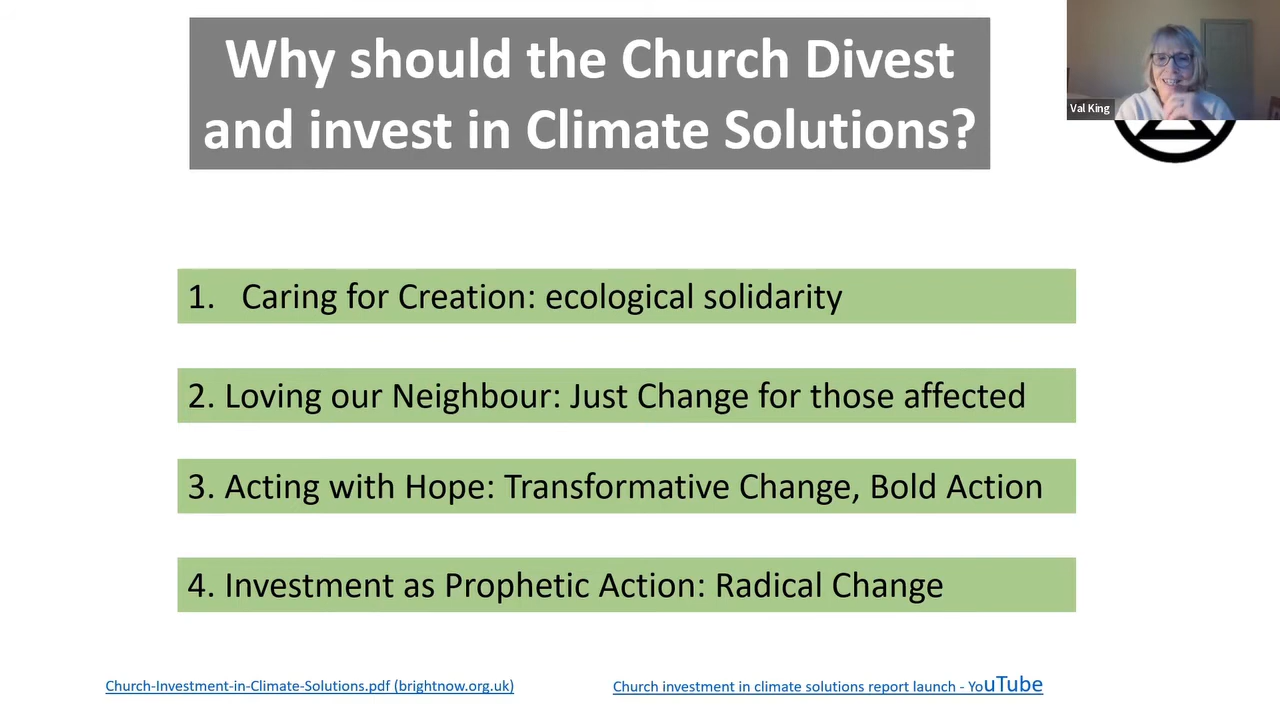 Why should the Church Divest
and invest in Climate Solutions?
Val King
1. Caring for Creation: ecological solidarity
2. Loving our Neighbour: Just Change for those affected
3. Acting with Hope: Transformative Change, Bold Action
4. Investment as Prophetic Action: Radical Change
Church-Investment-in-Climate-Solutions.pdf (brightnow.org.uk)
Church investment in climate solutions report launch - YouTube